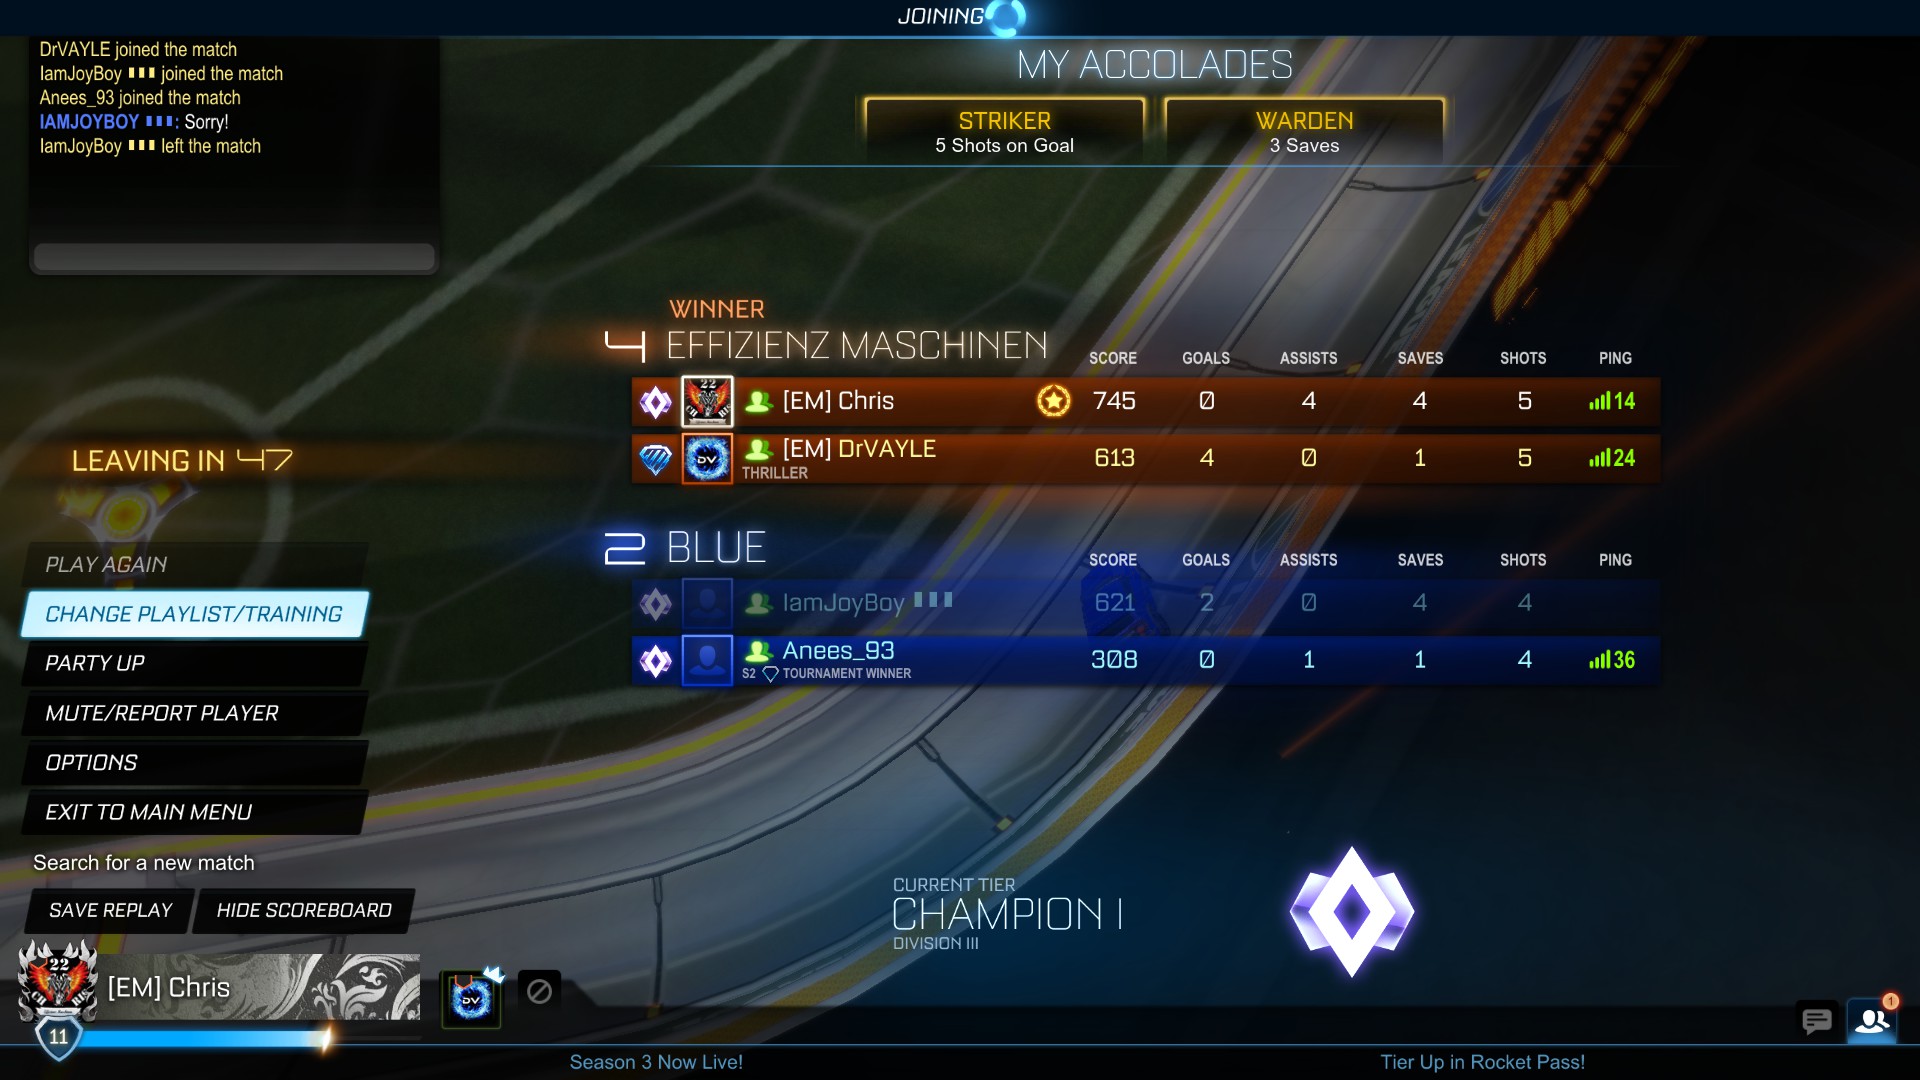 JOINING
DrVAYLE joined the match
IamJoyBoy ▮▮▮ joined the match
Anees_93 joined the match
IAMJOYBOY ▮▮▮: Sorry!
IamJoyBoy ▮▮▮ left the match
MY ACCOLADES
STRIKER
5 Shots on Goal
WARDEN
3 Saves
WINNER
4 EFFIZIENZ MASCHINEN SCORE GOALS ASSISTS SAVES SHOTS PING
[EM] Chris 745 0 4 4 5 14
DV [EM] DrVAYLE 613 4 0 1 5 24
THRILLER
2 BLUE SCORE GOALS ASSISTS SAVES SHOTS PING
IamJoyBoy ▮▮▮ 621 2 0 4 4
Anees_93 308 0 1 1 4 36
S2 TOURNAMENT WINNER
LEAVING IN 47
PLAY AGAIN
CHANGE PLAYLIST/TRAINING
PARTY UP
MUTE/REPORT PLAYER
OPTIONS
EXIT TO MAIN MENU
Search for a new match
SAVE REPLAY HIDE SCOREBOARD
CURRENT TIER
CHAMPION I
DIVISION III
22
[EM] Chris
DV
11
1
Season 3 Now Live!
Tier Up in Rocket Pass!